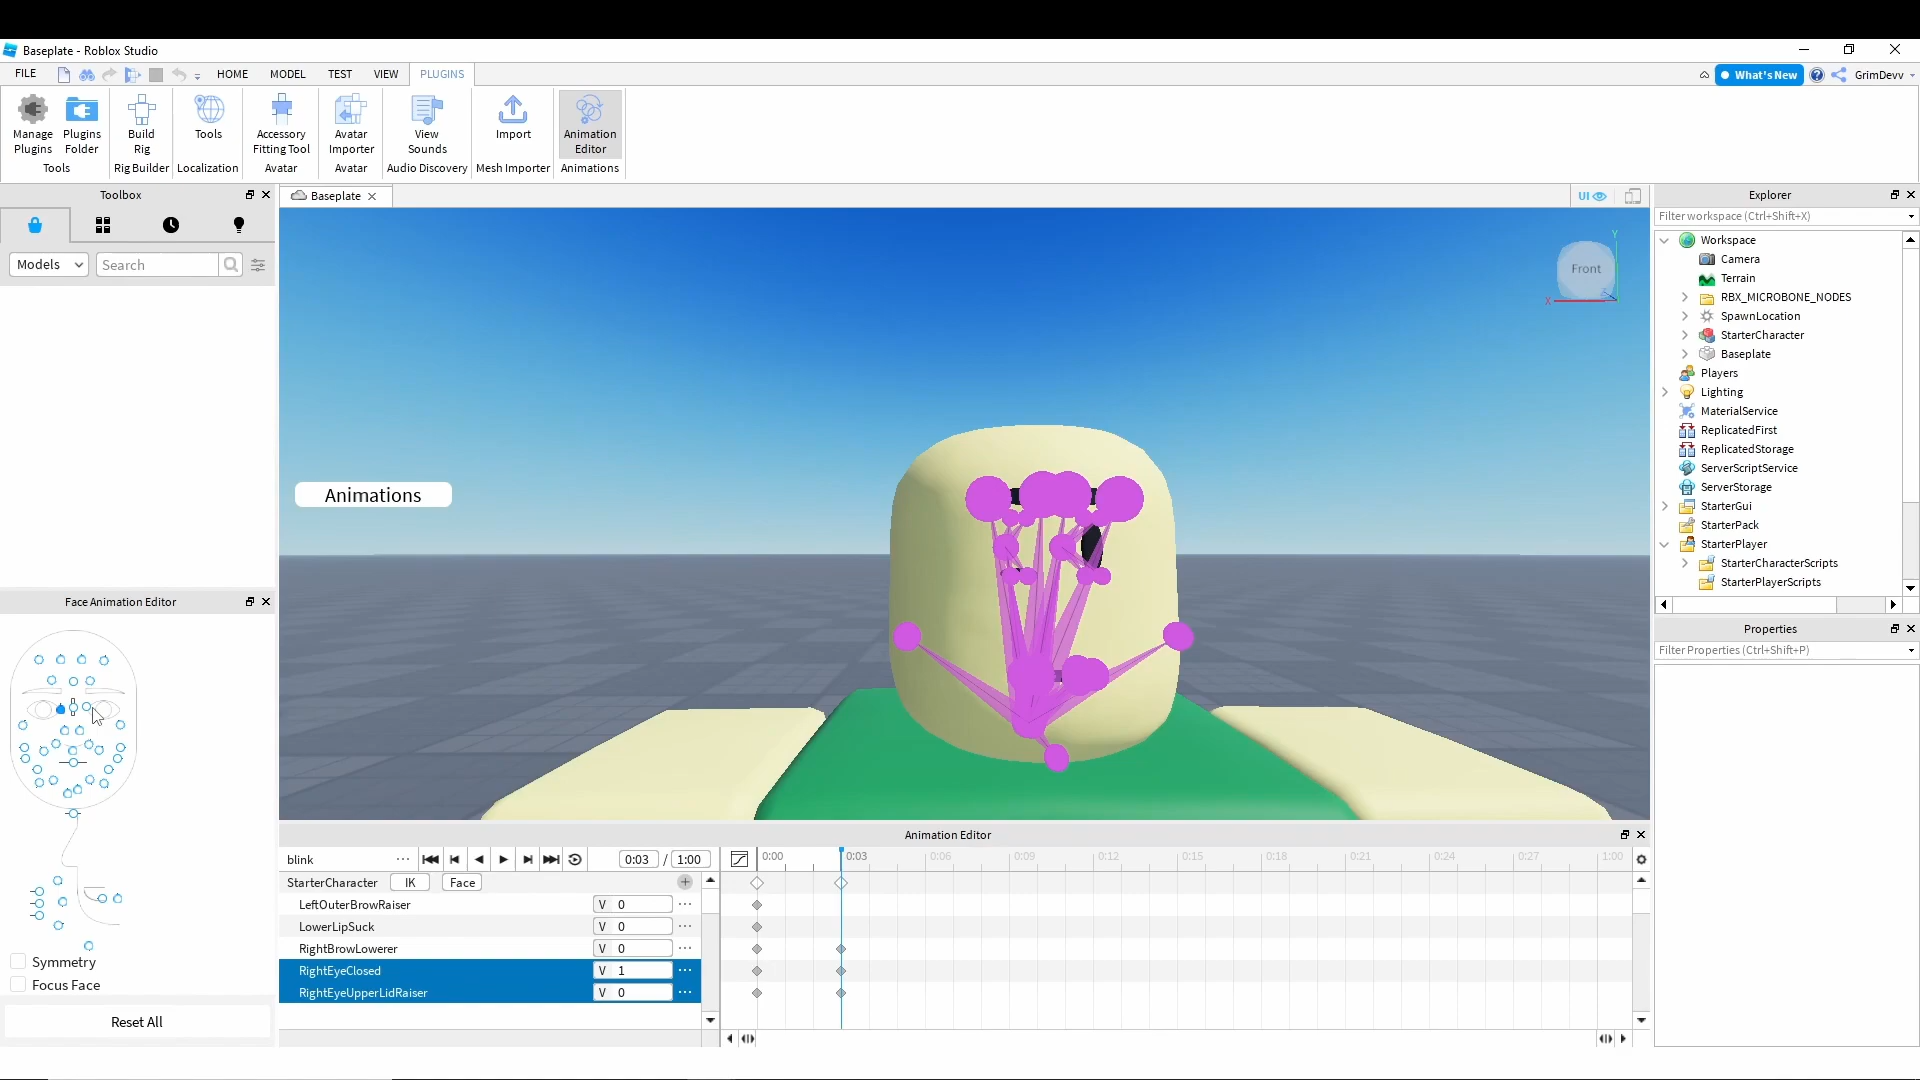 Baseplate - Roblox Studio
FILE
HOME
MODEL
TEST
VIEW
PLUGINS
What's New
GrimDevv
Manage Plugins
Plugins Folder
Build Rig
Tools
Accessory Fitting Tool
Avatar Importer
View Sounds
Import
Animation Editor
Tools
Rig Builder
Localization
Avatar
Avatar
Audio Discovery
Mesh Importer
Animations
Toolbox
Models
Search
Baseplate
UI
Front
Y
X
Z
Animations
Explorer
Filter workspace (Ctrl+Shift+X)
Workspace
Camera
Terrain
RBX_MICROBONE_NODES
SpawnLocation
StarterCharacter
Baseplate
Players
Lighting
MaterialService
ReplicatedFirst
ReplicatedStorage
ServerScriptService
ServerStorage
StarterGui
StarterPack
StarterPlayer
StarterCharacterScripts
StarterPlayerScripts
Properties
Filter Properties (Ctrl+Shift+P)
Face Animation Editor
Symmetry
Focus Face
Reset All
Animation Editor
blink
0:03 / 1:00
0:00 0:03 0:06 0:09 0:12 0:15 0:18 0:21 0:24 0:27 1:00
StarterCharacter IK Face
LeftOuterBrowRaiser V 0
LowerLipSuck V 0
RightBrowLowerer V 0
RightEyeClosed V 1
RightEyeUpperLidRaiser V 0